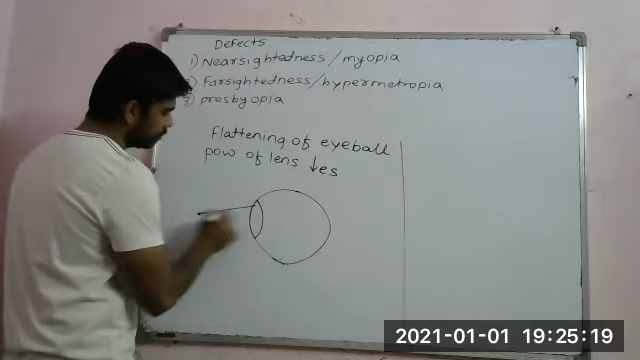 Defects
1) Nearsightedness / myopia
2) Farsightedness/hypermetropia
3) presbyopia
flattening of eyeball
pow of lens ↓es
2021-01-01 19:25:19